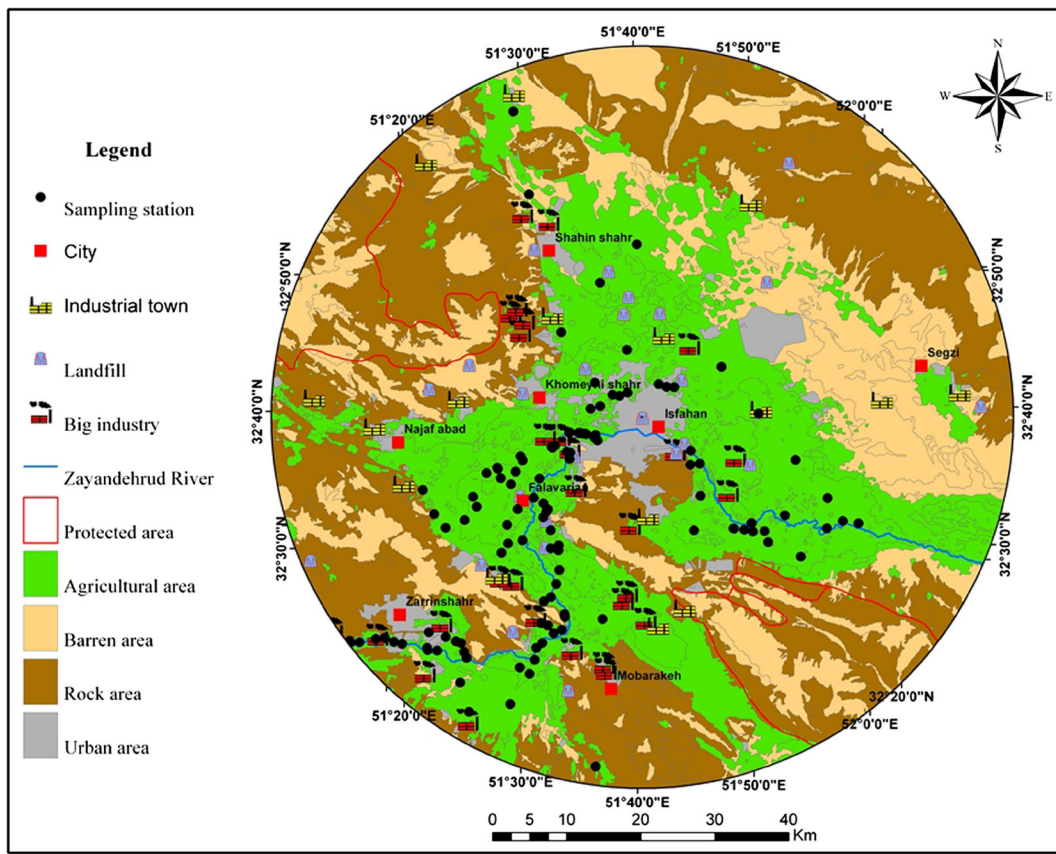 51°40'0"E
51°30'0"E
51°50'0"E
51°20'0"E
52°0'0"E
N
W
E
S
Legend
Sampling station
City
Industrial town
Landfill
Big industry
Zayandehrud River
Protected area
Agricultural area
Barren area
Rock area
Urban area
Shahin shahr
32°50'0"N
32°50'0"N
Segzi
Khomeyni shahr
Isfahan
32°40'0"N
32°40'0"N
Najaf abad
Falavarjan
32°30'0"N
32°30'0"N
Zarrinshahr
Mobarakeh
32°20'0"N
51°20'0"E
52°0'0"E
51°30'0"E
51°50'0"E
51°40'0"E
0 5 10 20 30 40
Km